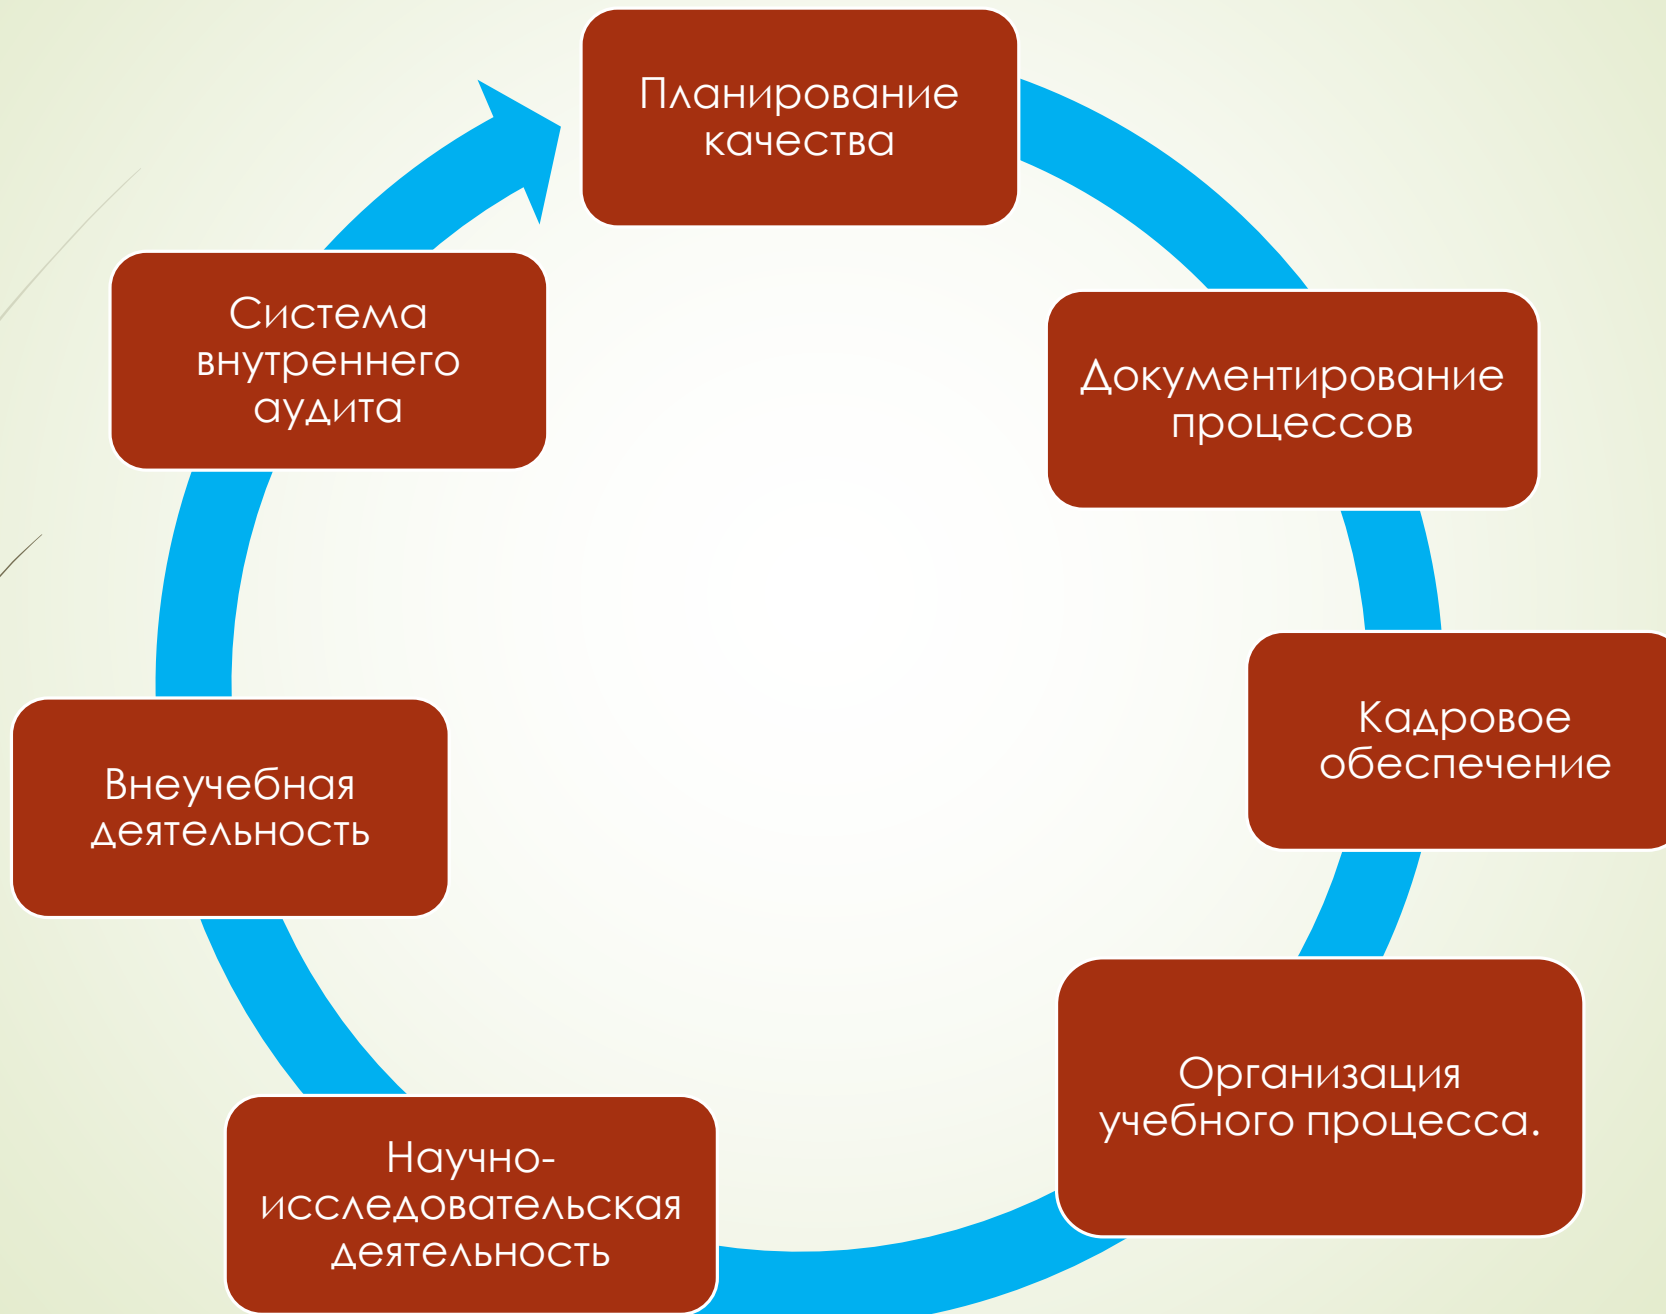 Планирование
качества
Документирование
процессов
Кадровое
обеспечение
Организация
учебного процесса.
Научно-
исследовательская
деятельность
Внеучебная
деятельность
Система
внутреннего
аудита